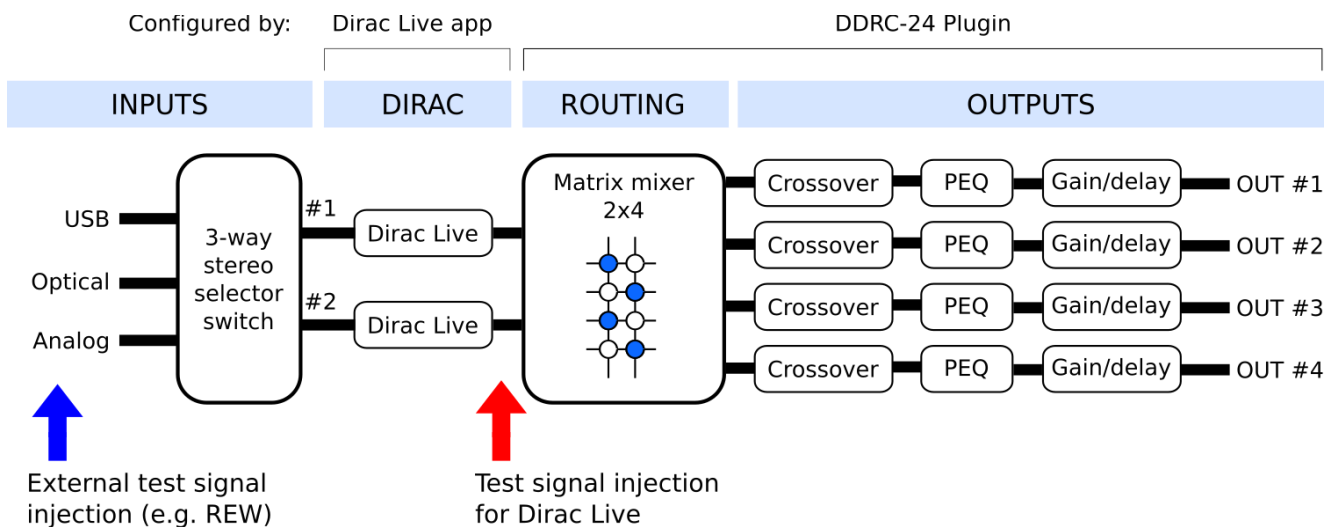 Configured by: Dirac Live app DDRC-24 Plugin
INPUTS DIRAC ROUTING OUTPUTS
USB
Optical
Analog
3-way
stereo
selector
switch
#1
#2
Dirac Live
Dirac Live
Matrix mixer
2x4
Crossover PEQ Gain/delay OUT #1
Crossover PEQ Gain/delay OUT #2
Crossover PEQ Gain/delay OUT #3
Crossover PEQ Gain/delay OUT #4
External test signal
injection (e.g. REW)
Test signal injection
for Dirac Live